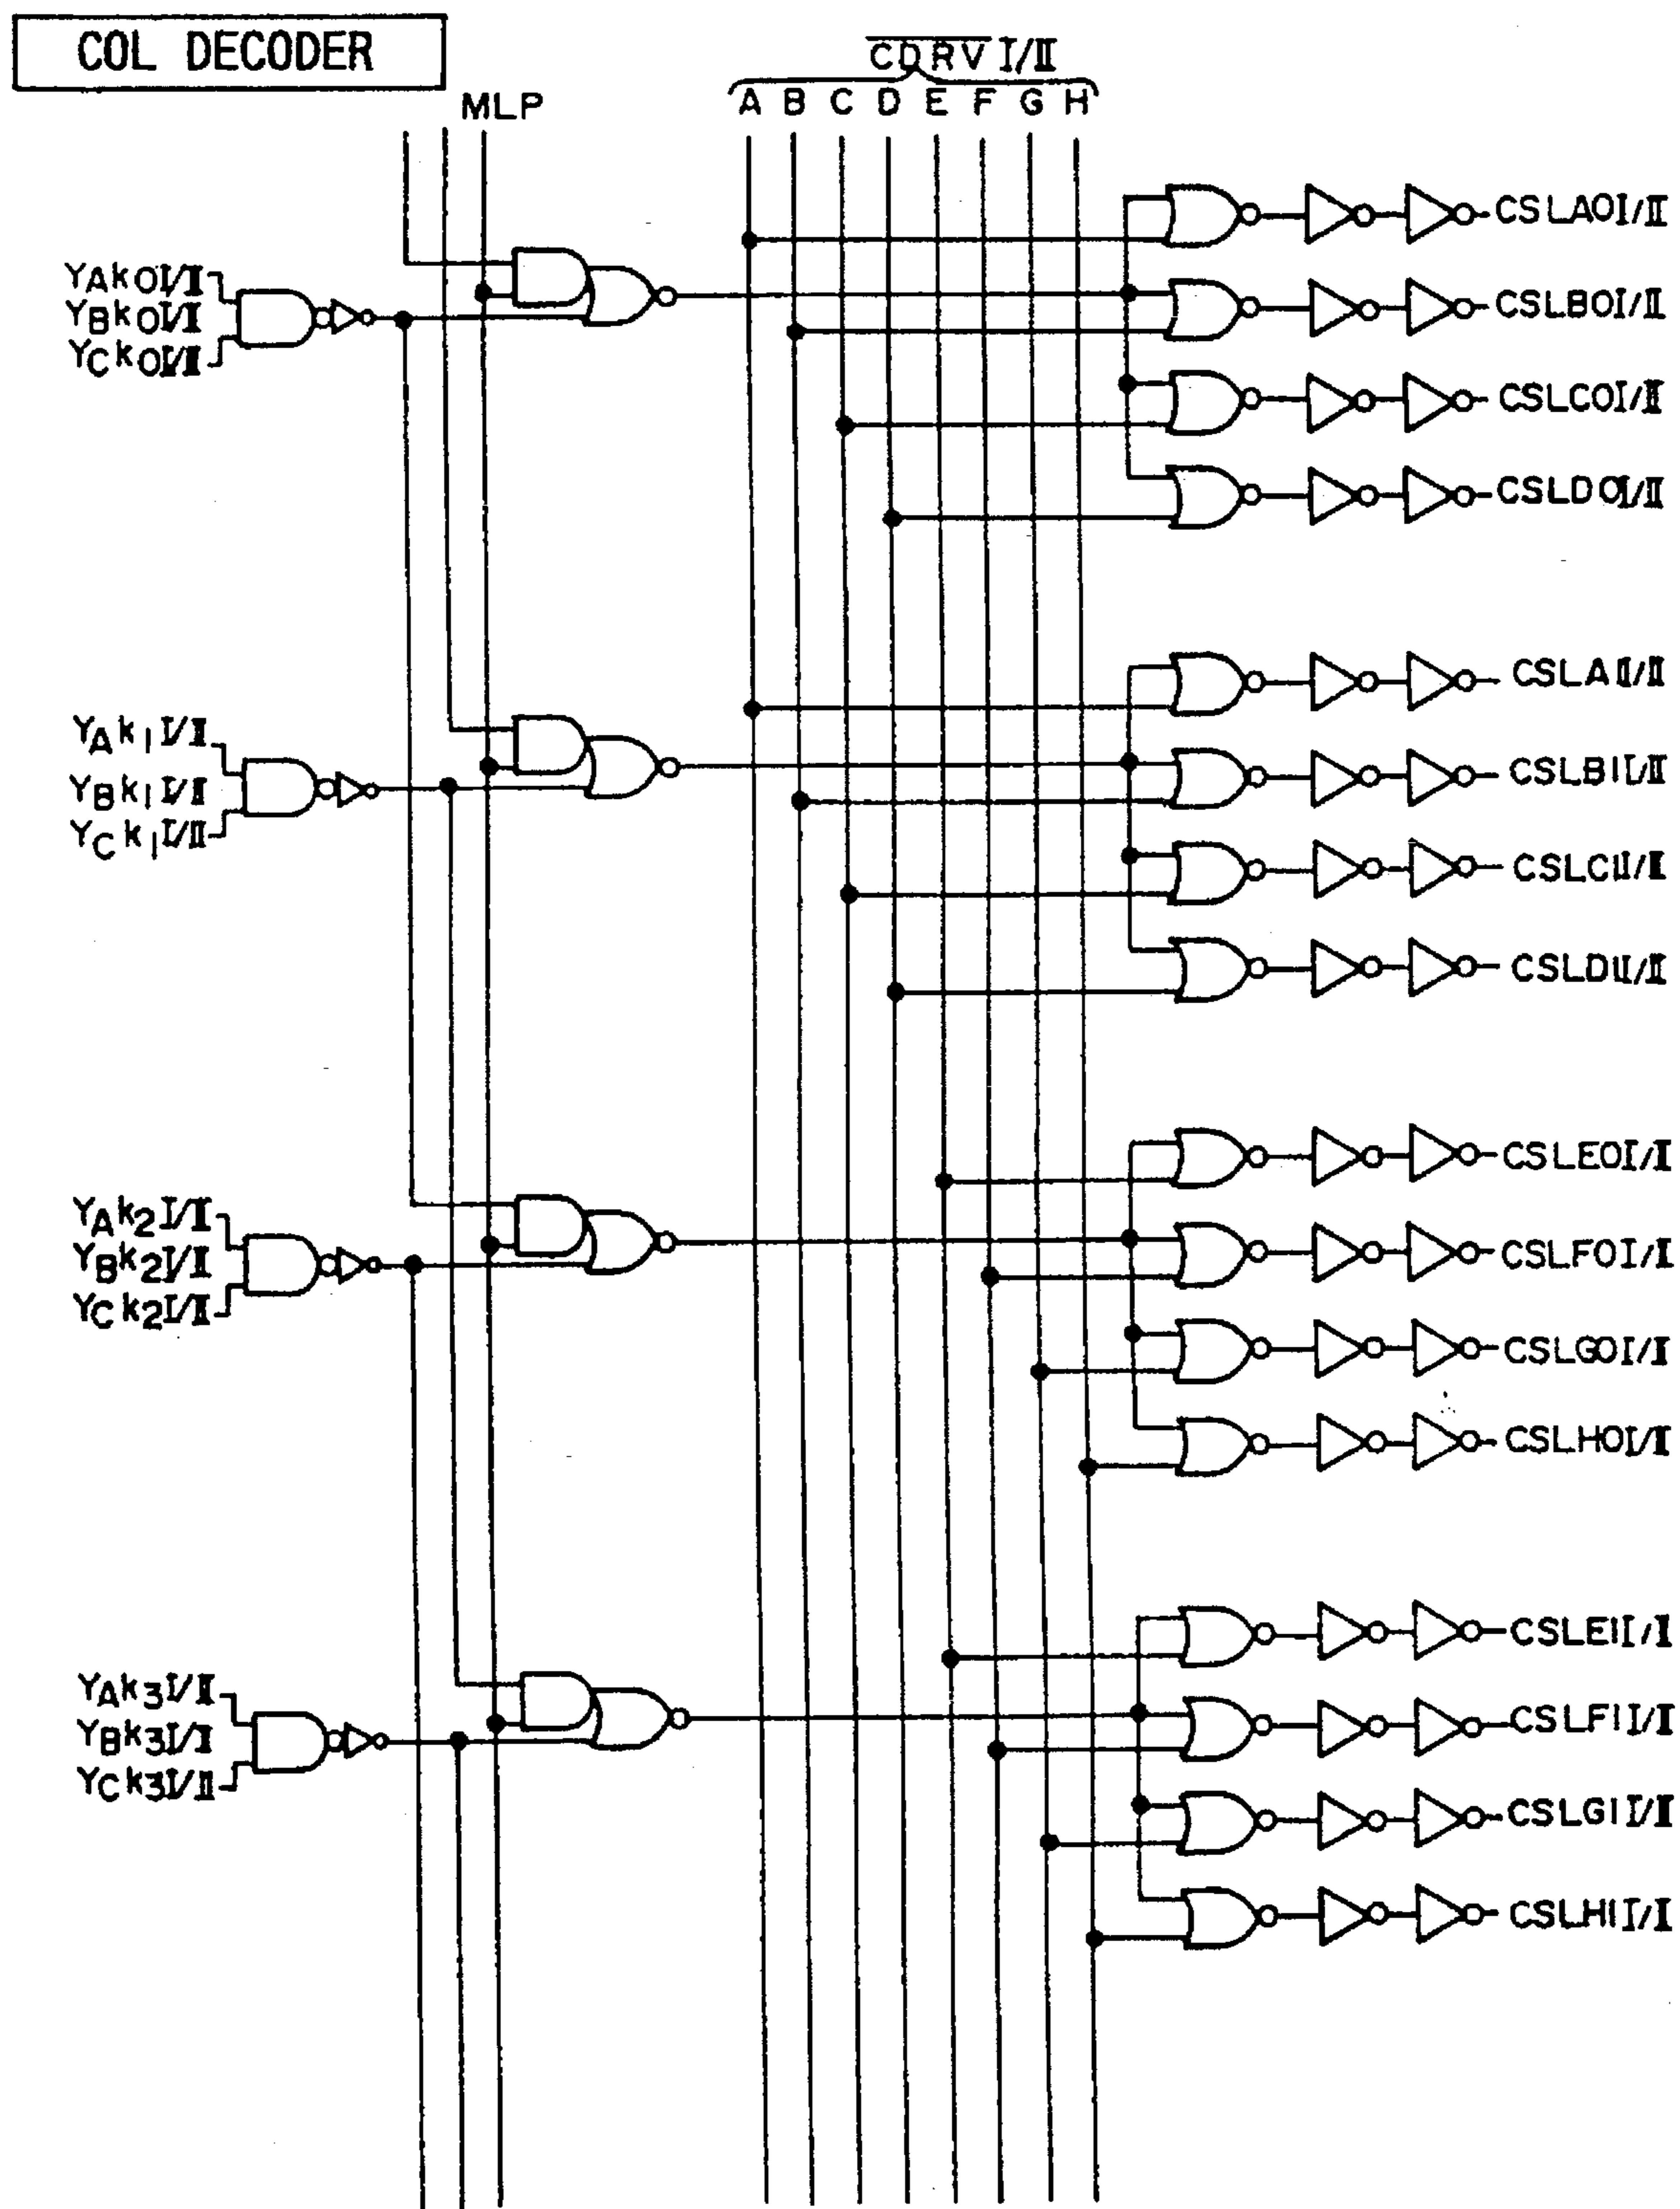 COL DECODER
CDRV I/II
MLP
A B C D E F G H
CSLA0I/II
YAk0I/II
YBk0I/II
YCk0I/II
CSLB0I/II
CSLC0I/II
CSLD0I/II
CSLA1I/II
YAk1I/II
YBk1I/II
YCk1I/II
CSLB1I/II
CSLC1I/II
CSLD1I/II
CSLE0I/II
YAk2I/II
YBk2I/II
YCk2I/II
CSLF0I/II
CSLG0I/II
CSLH0I/II
CSLE1I/II
YAk3I/II
YBk3I/II
YCk3I/II
CSLF1I/II
CSLG1I/II
CSLH1I/II